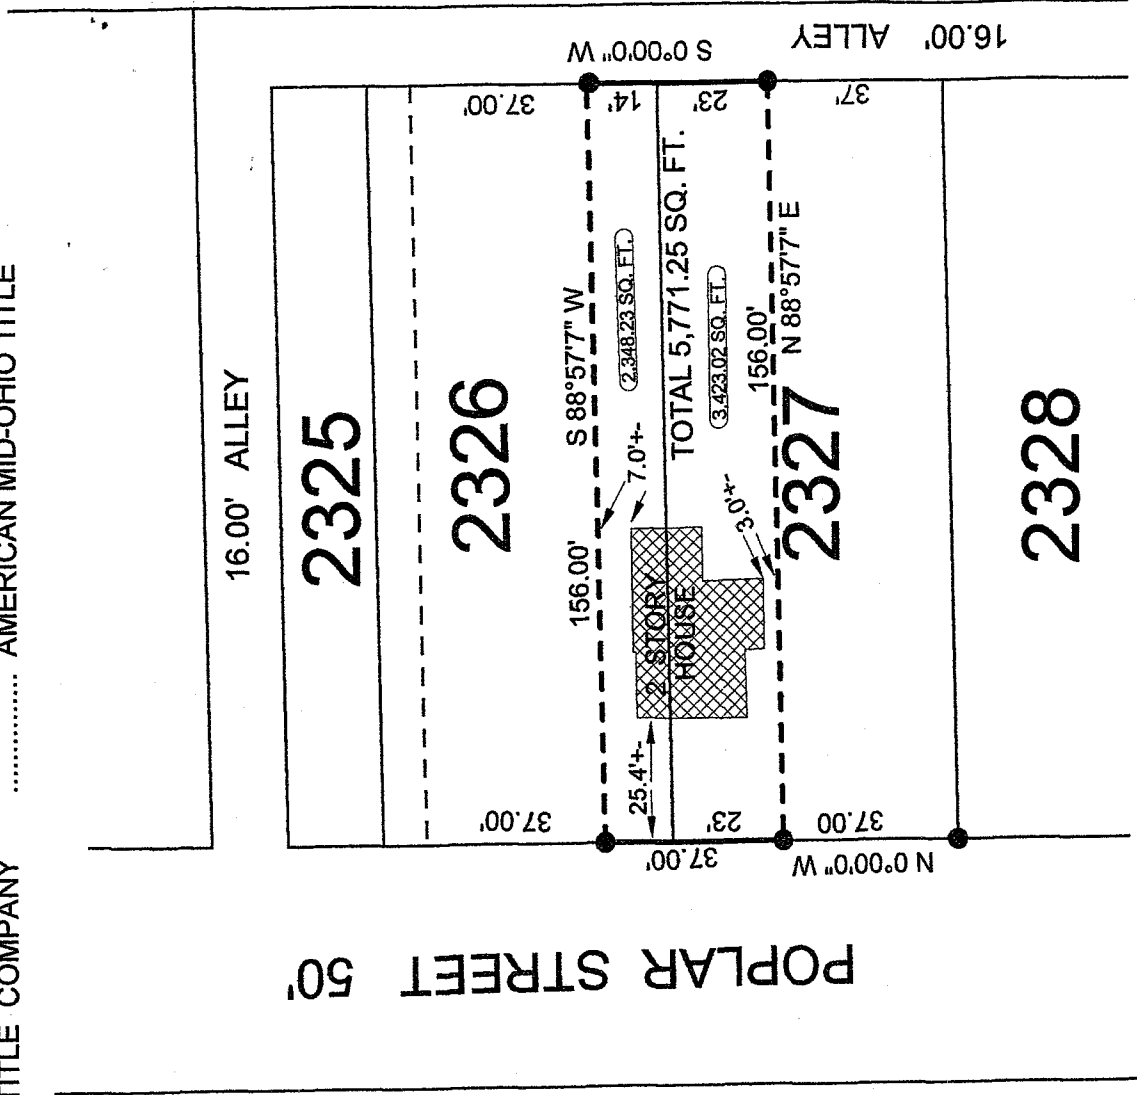 TITLE COMPANY .............. AMERICAN MID-OHIO TITLE
16.00' ALLEY
16.00' ALLEY
S 0°00'0" W
2325
37.00'
14'
23'
37'
2326
S 88°57'7" W
156.00'
2,348.23 SQ. FT.
7.0'+-
TOTAL 5,771.25 SQ. FT.
3,423.02 SQ. FT.
2 STORY
HOUSE
25.4'+-
3.0'+-
156.00'
N 88°57'7" E
2327
2328
37.00'
37.00'
23'
37.00
N 0°00'0" W
POPLAR STREET 50'